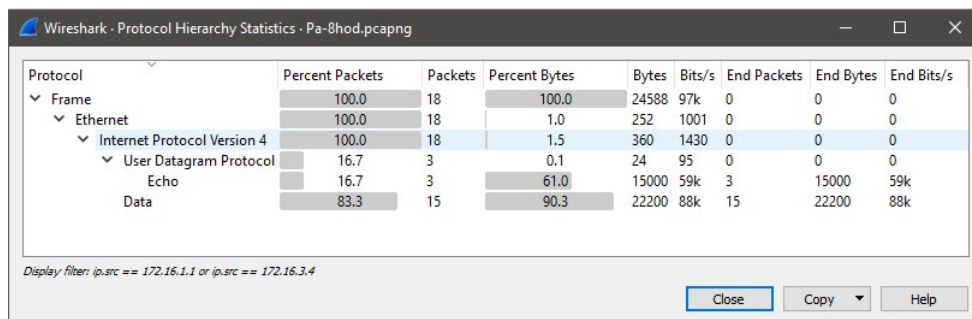 Wireshark · Protocol Hierarchy Statistics · Pa-8hod.pcapng
Protocol Percent Packets Packets Percent Bytes Bytes Bits/s End Packets End Bytes End Bits/s
Frame 100.0 18 100.0 24588 97k 0 0 0
Ethernet 100.0 18 1.0 252 1001 0 0 0
Internet Protocol Version 4 100.0 18 1.5 360 1430 0 0 0
User Datagram Protocol 16.7 3 0.1 24 95 0 0 0
Echo 16.7 3 61.0 15000 59k 3 15000 59k
Data 83.3 15 90.3 22200 88k 15 22200 88k
Display filter: ip.src == 172.16.1.1 or ip.src == 172.16.3.4
Close Copy Help